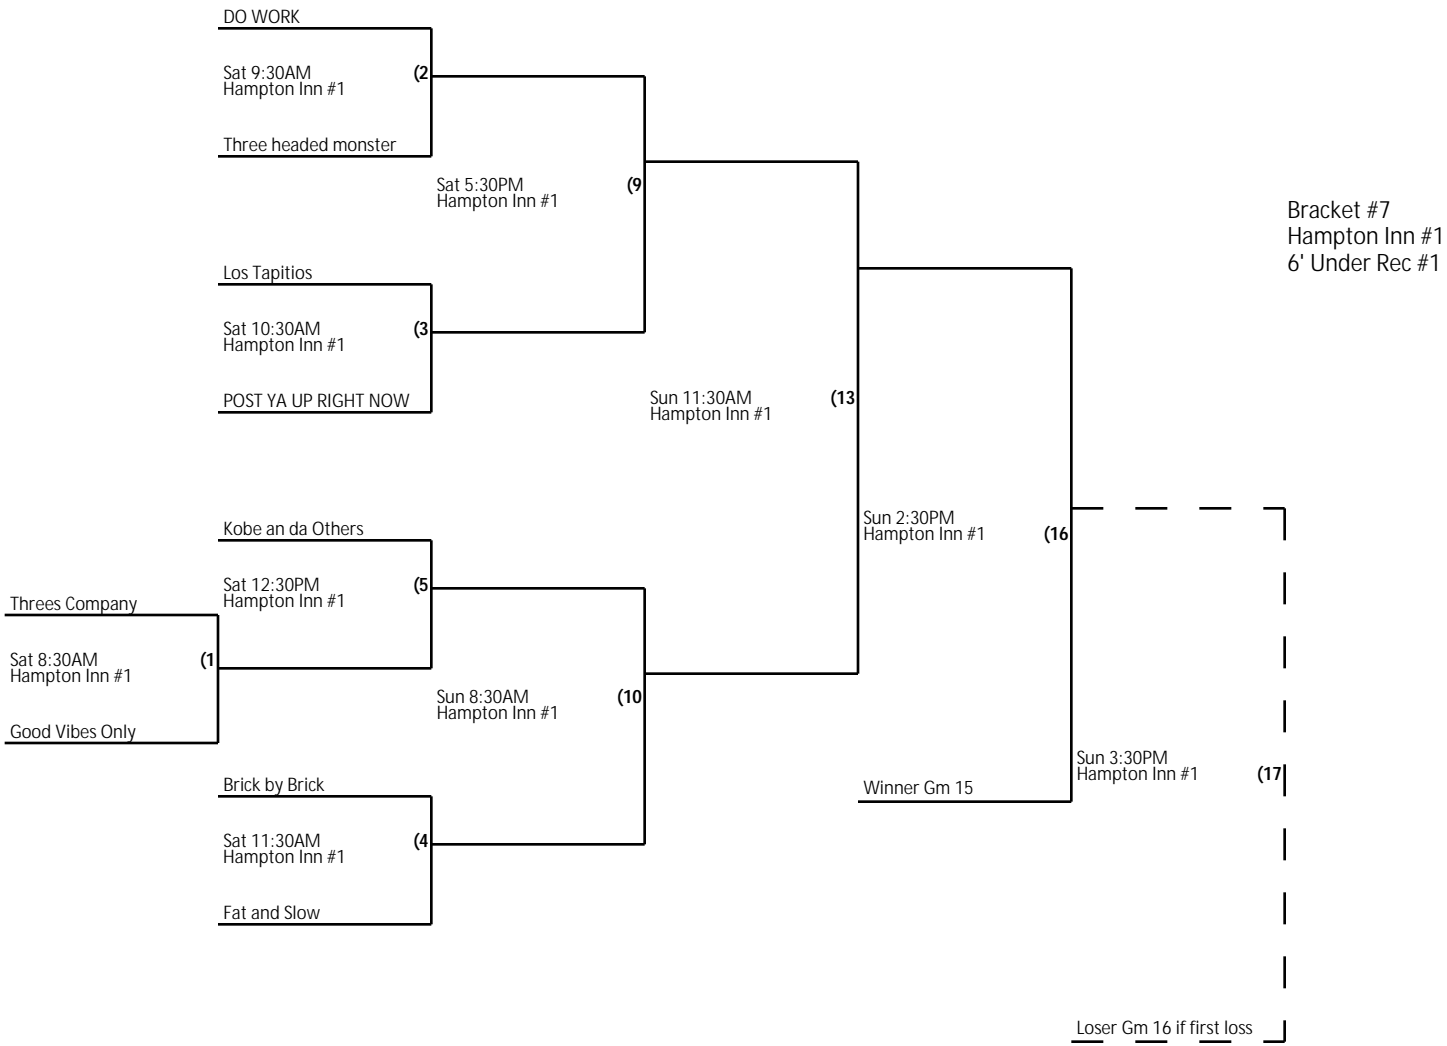 DO WORK
Sat 9:30AM
Hampton Inn #1
(2
Three headed monster
Sat 5:30PM
Hampton Inn #1
(9
Bracket #7
Hampton Inn #1
6' Under Rec #1
Los Tapitios
Sat 10:30AM
Hampton Inn #1
(3
POST YA UP RIGHT NOW
Sun 11:30AM
Hampton Inn #1
(13
Kobe an da Others
Sat 12:30PM
Hampton Inn #1
(5
Sun 2:30PM
Hampton Inn #1
(16
Threes Company
Sat 8:30AM
Hampton Inn #1
(1
Good Vibes Only
Sun 8:30AM
Hampton Inn #1
(10
Brick by Brick
Sat 11:30AM
Hampton Inn #1
(4
Fat and Slow
Winner Gm 15
Sun 3:30PM
Hampton Inn #1
(17
Loser Gm 16 if first loss